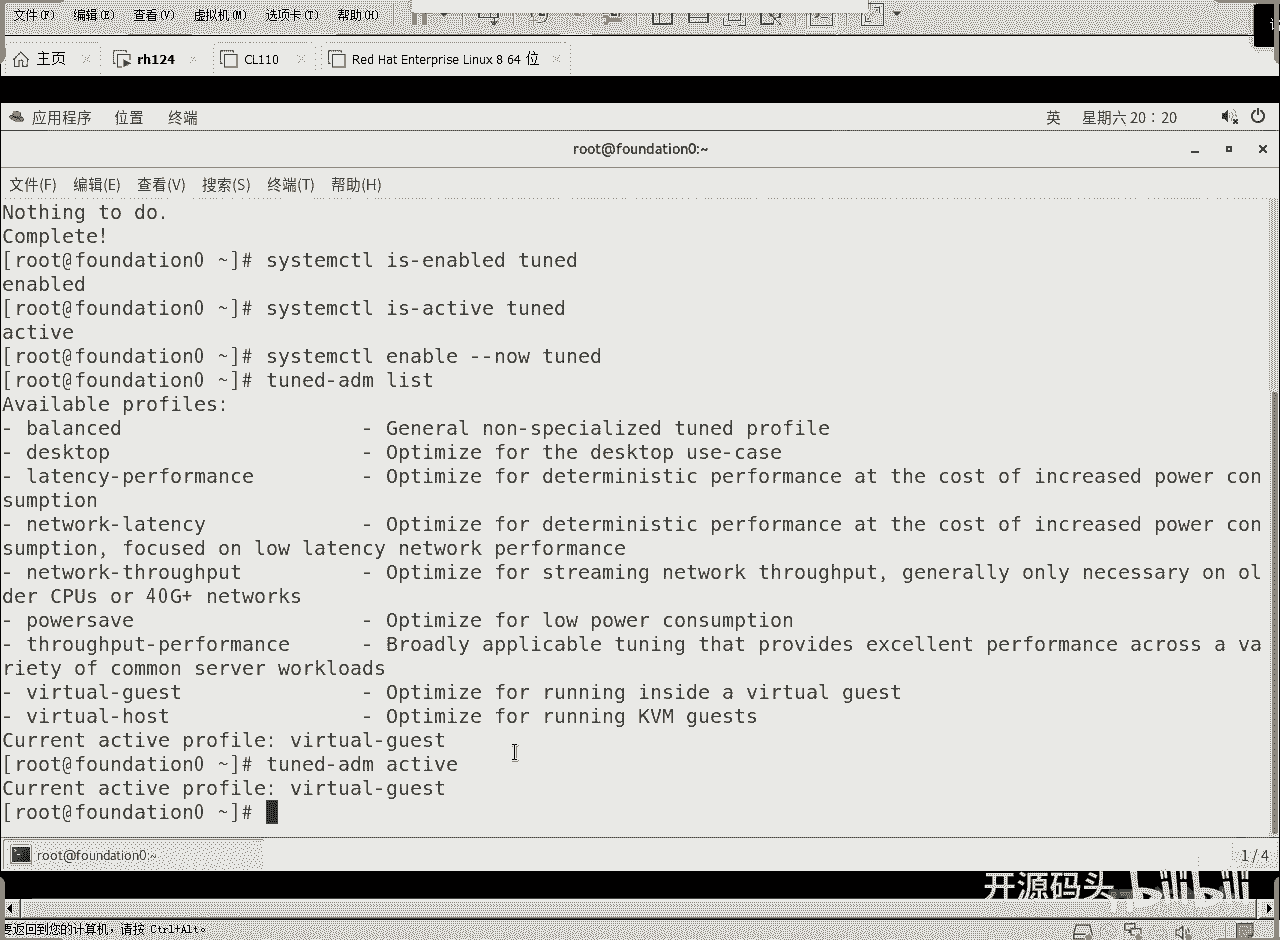 文件(F) 编辑(E) 查看(V) 虚拟机(M) 选项卡(T) 帮助(H)
主页 × rh124 × CL110 × Red Hat Enterprise Linux 8 64 位 ×
应用程序 位置 终端 英 星期六 20：20
root@foundation0:~
文件(F) 编辑(E) 查看(V) 搜索(S) 终端(T) 帮助(H)
Nothing to do.
Complete!
[root@foundation0 ~]# systemctl is-enabled tuned
enabled
[root@foundation0 ~]# systemctl is-active tuned
active
[root@foundation0 ~]# systemctl enable --now tuned
[root@foundation0 ~]# tuned-adm list
Available profiles:
- balanced - General non-specialized tuned profile
- desktop - Optimize for the desktop use-case
- latency-performance - Optimize for deterministic performance at the cost of increased power con
sumption
- network-latency - Optimize for deterministic performance at the cost of increased power con
sumption, focused on low latency network performance
- network-throughput - Optimize for streaming network throughput, generally only necessary on ol
der CPUs or 40G+ networks
- powersave - Optimize for low power consumption
- throughput-performance - Broadly applicable tuning that provides excellent performance across a va
riety of common server workloads
- virtual-guest - Optimize for running inside a virtual guest
- virtual-host - Optimize for running KVM guests
Current active profile: virtual-guest
[root@foundation0 ~]# tuned-adm active
Current active profile: virtual-guest
[root@foundation0 ~]#
root@foundation0:~ 1/4
开源码头 bilibili
要返回到您的计算机，请按 Ctrl+Alt。